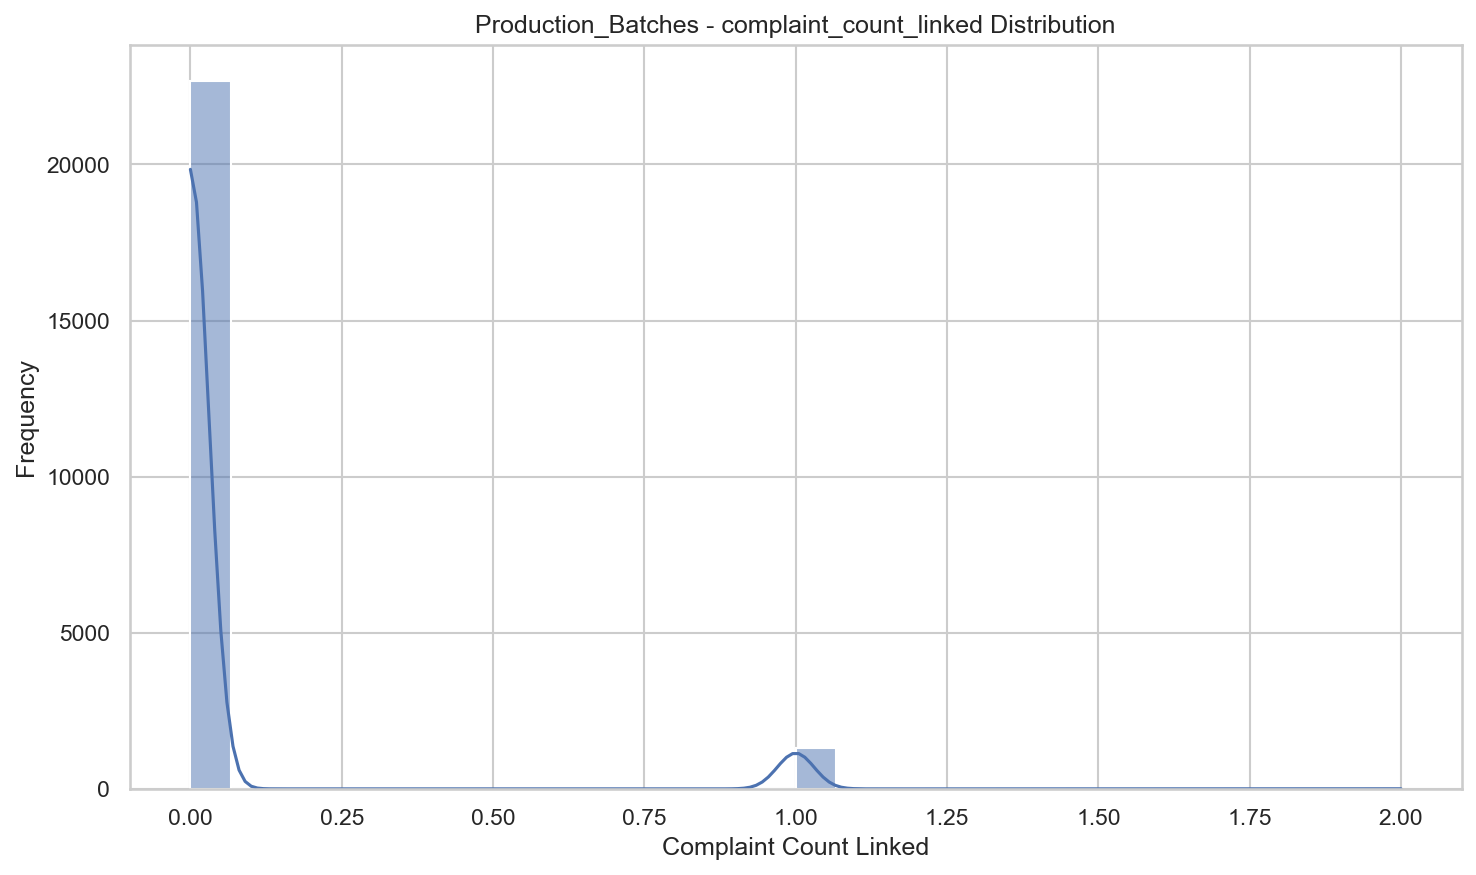 Production_Batches - complaint_count_linked Distribution
Frequency
20000
15000
10000
5000
0
0.00 0.25 0.50 0.75 1.00 1.25 1.50 1.75 2.00
Complaint Count Linked